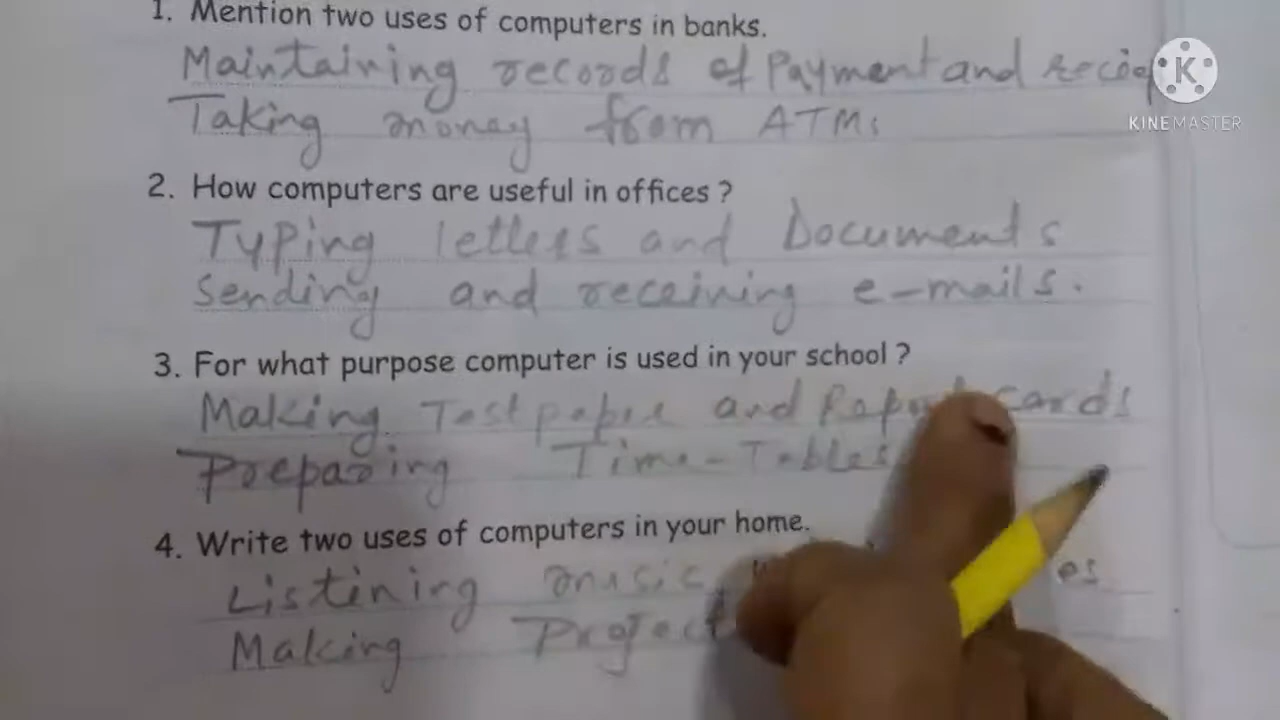 1. Mention two uses of computers in banks.
Maintaining records of Payment and
Taking money from ATMs
2. How computers are useful in offices ?
Typing letters and Documents
Sending and receiving e-mails.
3. For what purpose computer is used in your school ?
Making Test paper and Report cards
Preparing Time-Tables
4. Write two uses of computers in your home.
Listining music
Making Project
K
KINEMASTER